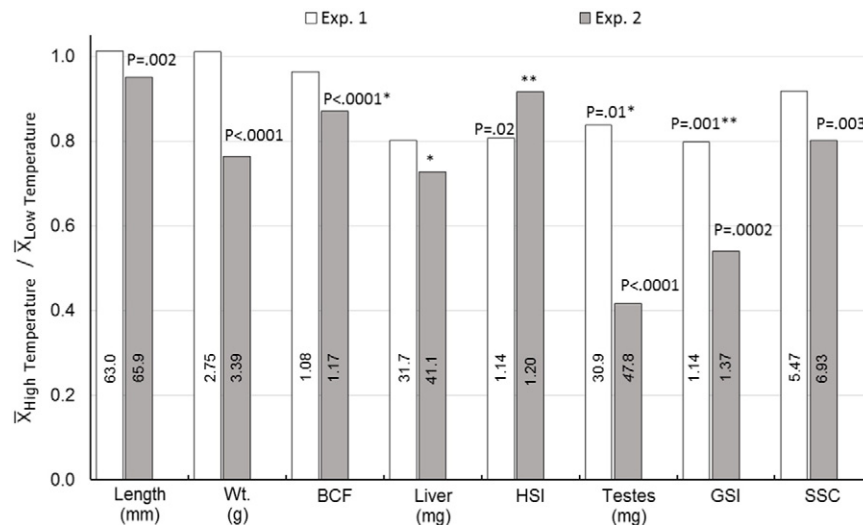 Exp. 1 Exp. 2
X̅High Temperature / X̅Low Temperature
1.0
0.8
0.6
0.4
0.2
0.0
P=.002
P<.0001
P<.0001*
*
P=.02
**
P=.01*
P<.0001
P=.001**
P=.0002
P=.003
63.0
65.9
2.75
3.39
1.08
1.17
31.7
41.1
1.14
1.20
30.9
47.8
1.14
1.37
5.47
6.93
Length Wt. BCF Liver HSI Testes GSI SSC
(mm) (g) (mg) (mg)